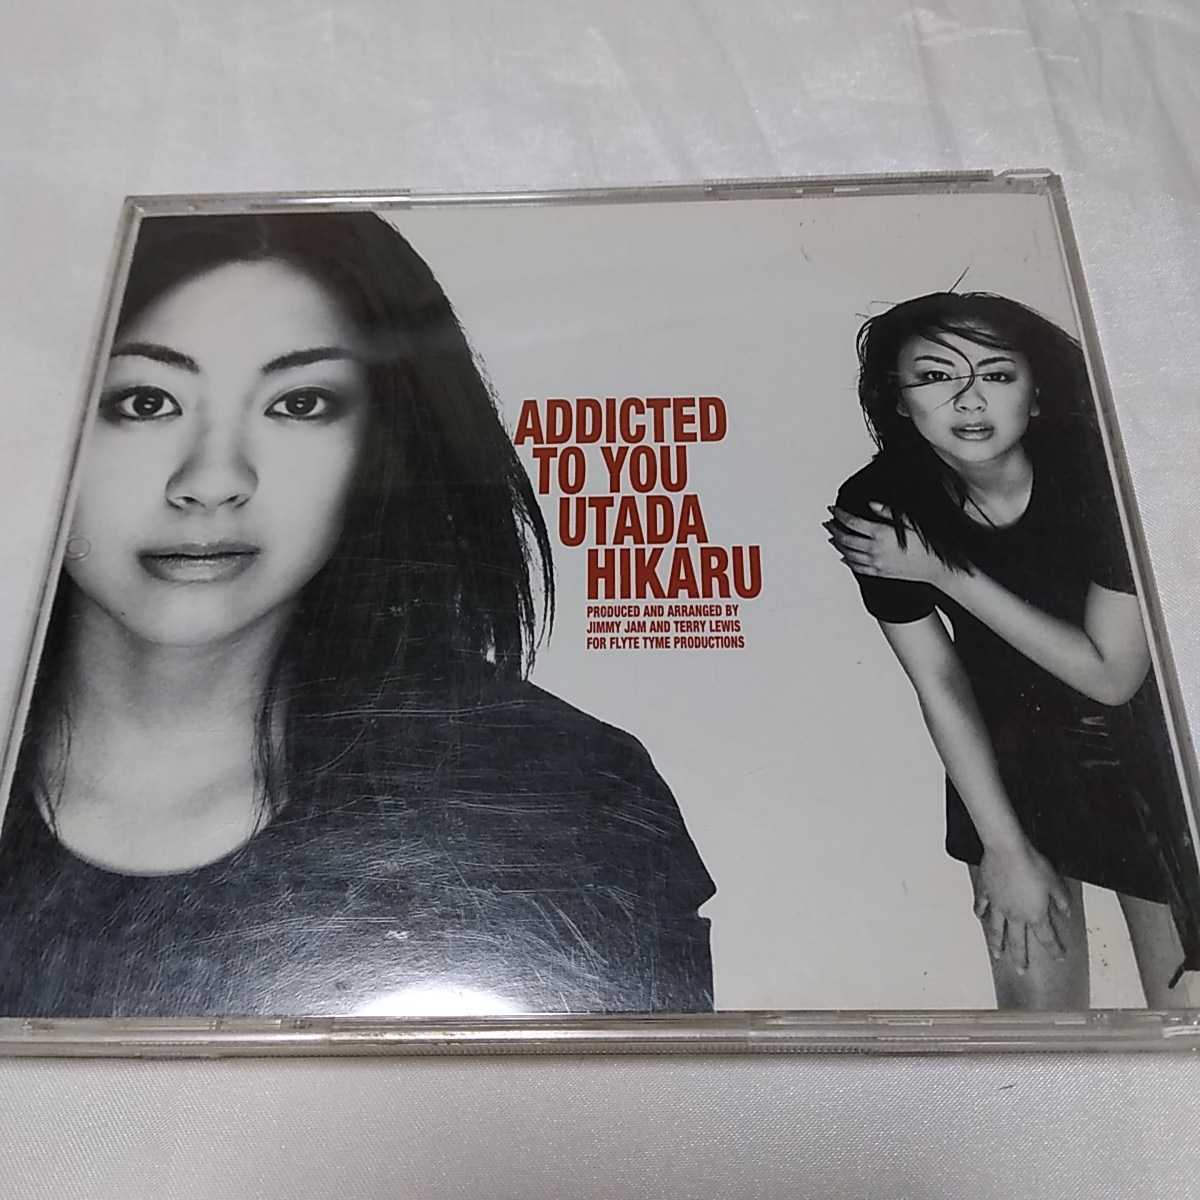 ADDICTED
TO YOU
UTADA
HIKARU
PRODUCED AND ARRANGED BY
JIMMY JAM AND TERRY LEWIS
FOR FLYTE TYME PRODUCTIONS